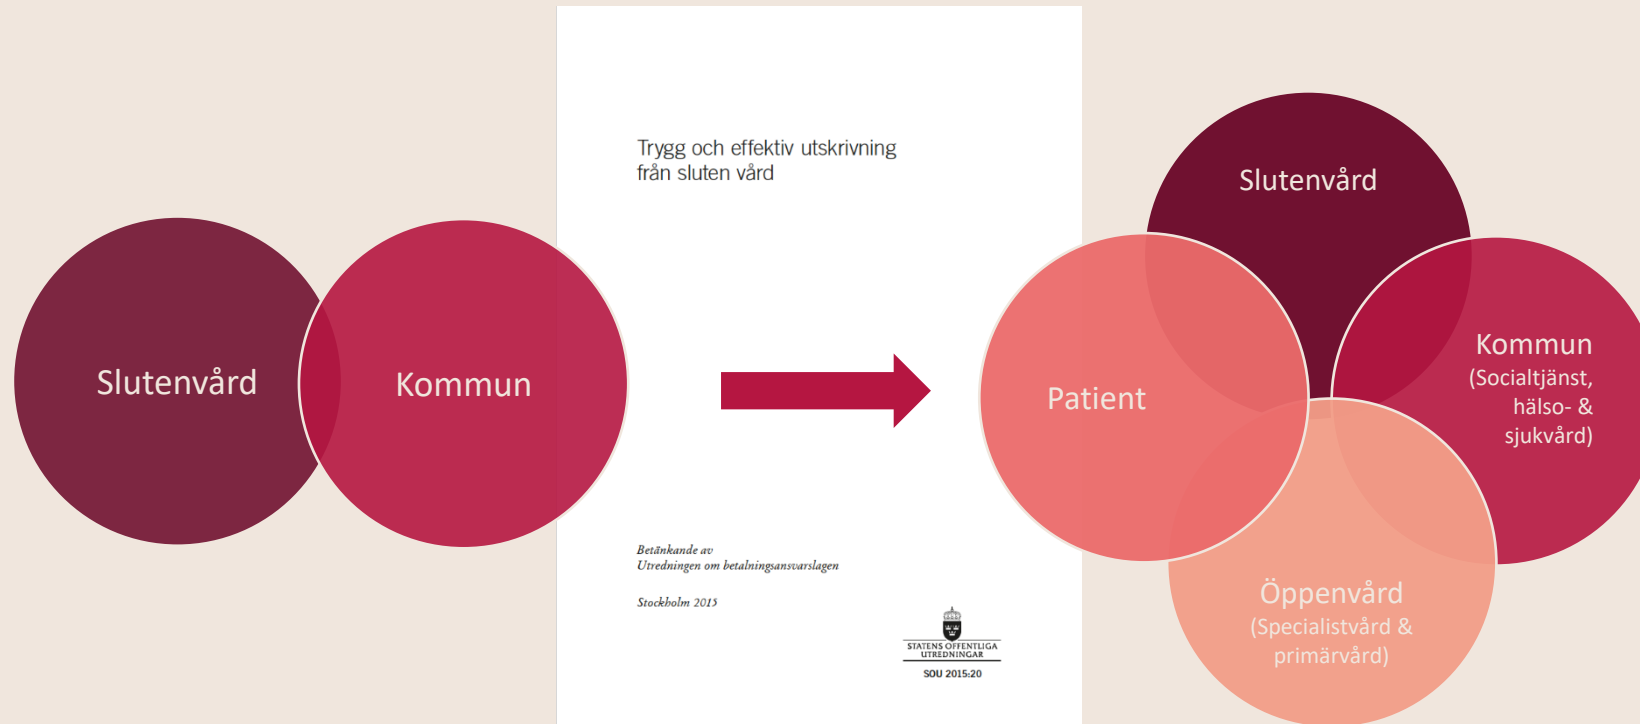 Slutenvård
Kommun
Trygg och effektiv utskrivning
från sluten vård
Betänkande av
Utredningen om betalningsansvarslagen
Stockholm 2015
STATENS OFFENTLIGA
UTREDNINGAR
SOU 2015:20
Slutenvård
Patient
Kommun
(Socialtjänst,
hälso- &
sjukvård)
Öppenvård
(Specialistvård &
primärvård)